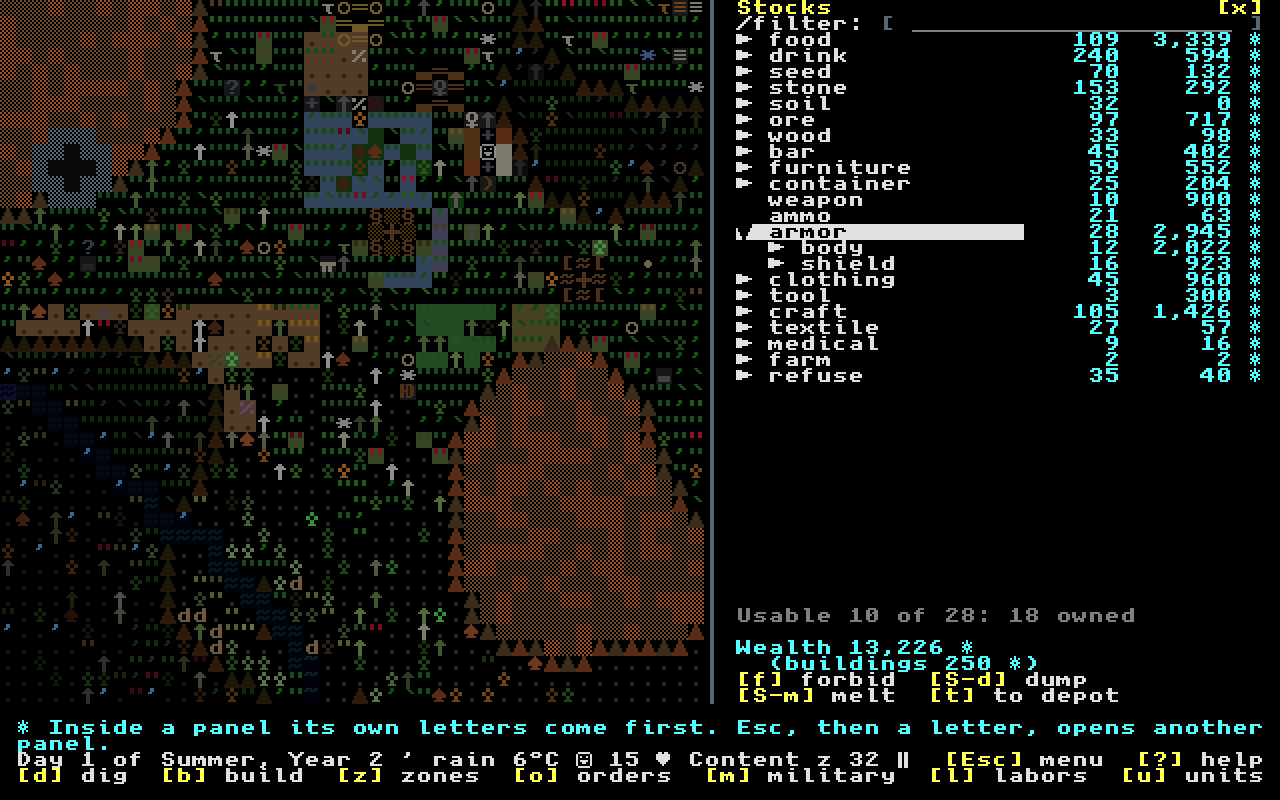 Stocks [x]
/filter: [ ]
► food 109 3,339 *
► drink 240 594 *
► seed 70 132 *
► stone 153 292 *
► soil 32 0 *
► ore 97 717 *
► wood 33 98 *
► bar 45 402 *
► furniture 59 552 *
► container 25 204 *
weapon 10 900 *
ammo 21 63 *
armor 28 2,945 *
► body 12 2,022 *
► shield 16 923 *
► clothing 45 960 *
tool 3 300 *
► craft 105 1,426 *
► textile 27 57 *
► medical 9 16 *
► farm 2 2 *
► refuse 35 40 *
Usable 10 of 28: 18 owned
Wealth 13,226 *
(buildings 250 *)
[f] forbid [S-d] dump
[S-m] melt [t] to depot
* Inside a panel its own letters come first. Esc, then a letter, opens another
panel.
Day 1 of Summer, Year 2 ’ rain 6°C ☺ 15 ♥ Content z 32 ‖ [Esc] menu [?] help
[d] dig [b] build [z] zones [o] orders [m] military [l] labors [u] units